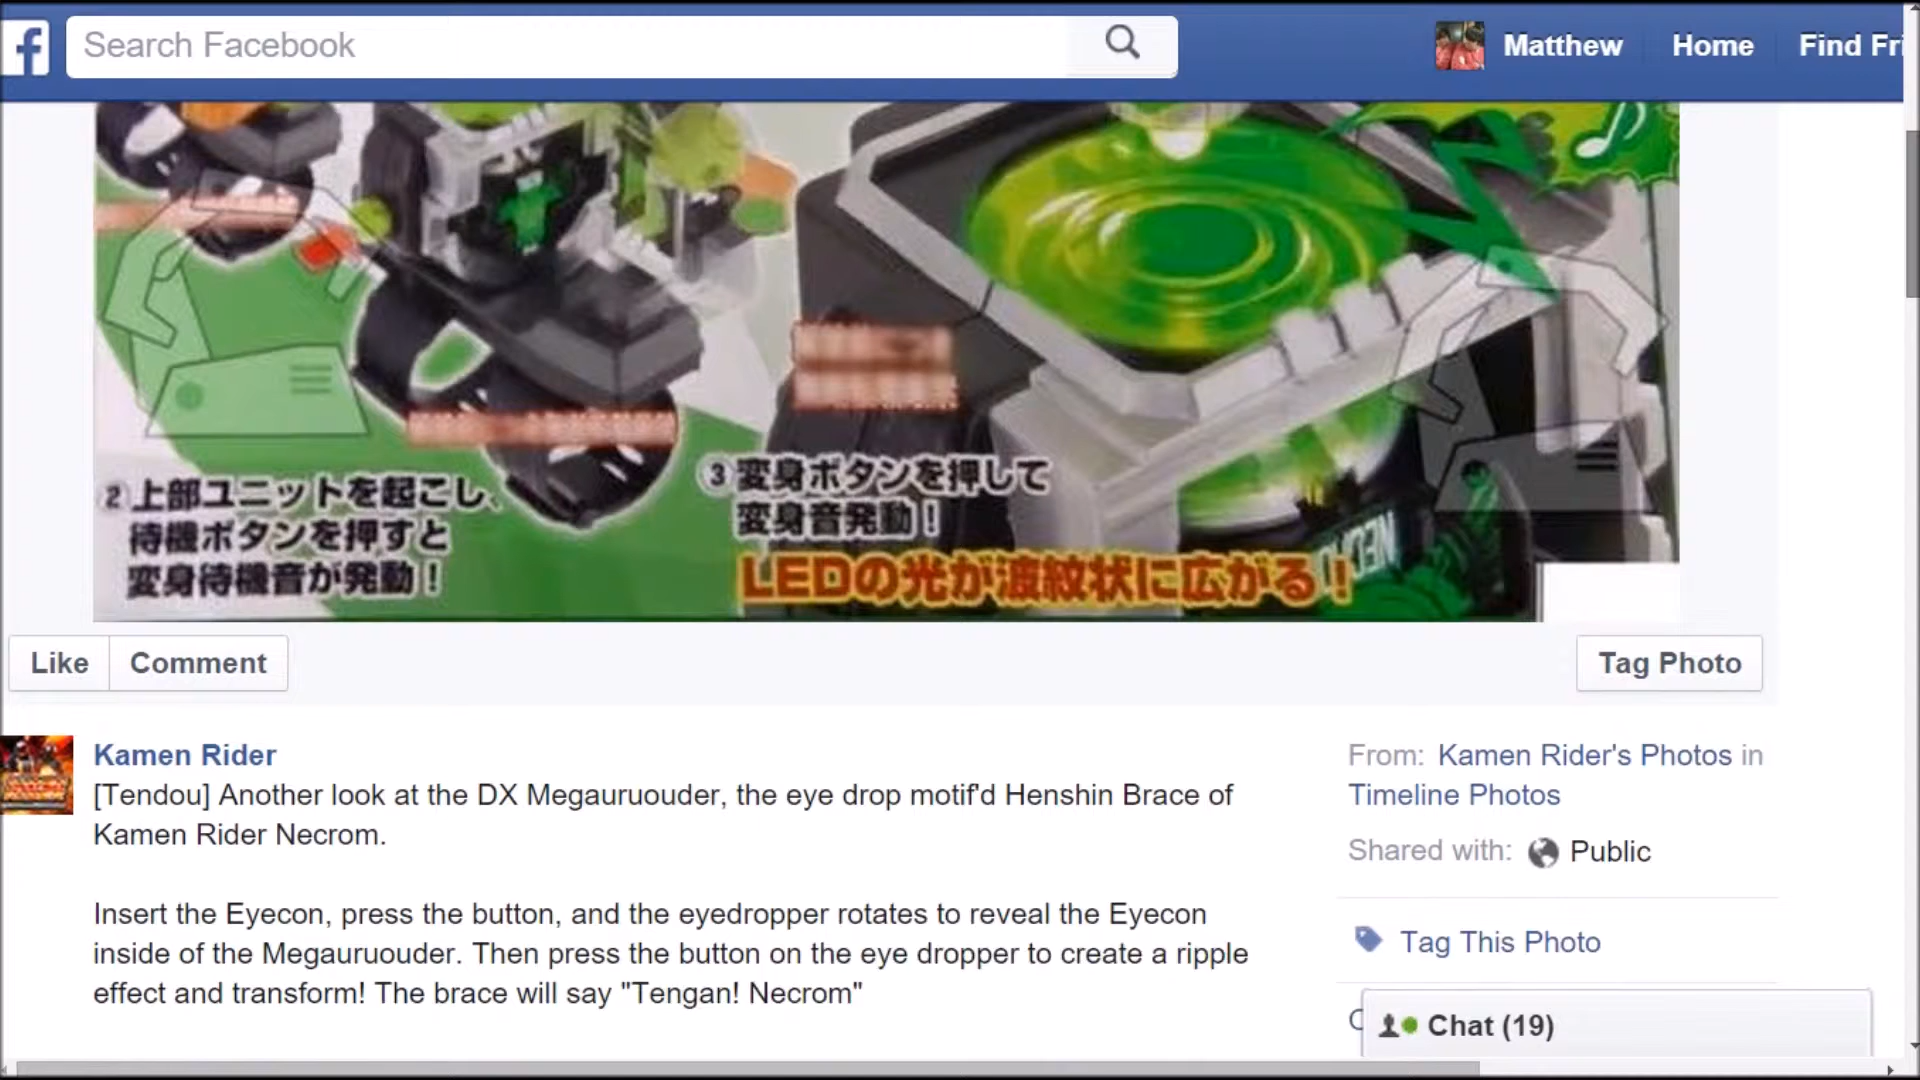 Search Facebook
Matthew
Home
Find Fri
②上部ユニットを起こし、
待機ボタンを押すと
変身待機音が発動！
③変身ボタンを押して
変身音発動！
LEDの光が波紋状に広がる！
Like
Comment
Tag Photo
Kamen Rider
[Tendou] Another look at the DX Megauruouder, the eye drop motif'd Henshin Brace of
Kamen Rider Necrom.
Insert the Eyecon, press the button, and the eyedropper rotates to reveal the Eyecon
inside of the Megauruouder. Then press the button on the eye dropper to create a ripple
effect and transform! The brace will say "Tengan! Necrom"
From: Kamen Rider's Photos in
Timeline Photos
Shared with: Public
Tag This Photo
Chat (19)